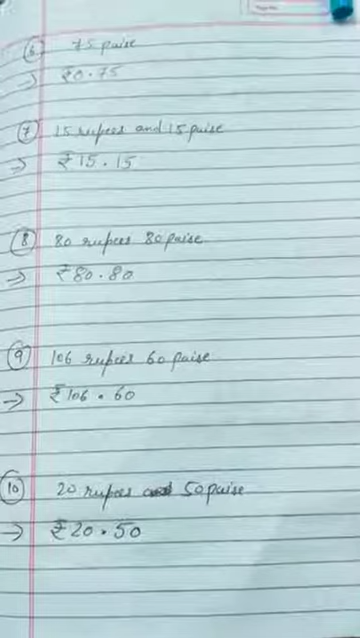 6 75 paise
→ ₹0.75
7 15 rupees and 15 paise
→ ₹15.15
8 80 rupees 80 paise
→ ₹80.80
9 106 rupees 60 paise
→ ₹106.60
10 20 rupees 50 paise
→ ₹20.50